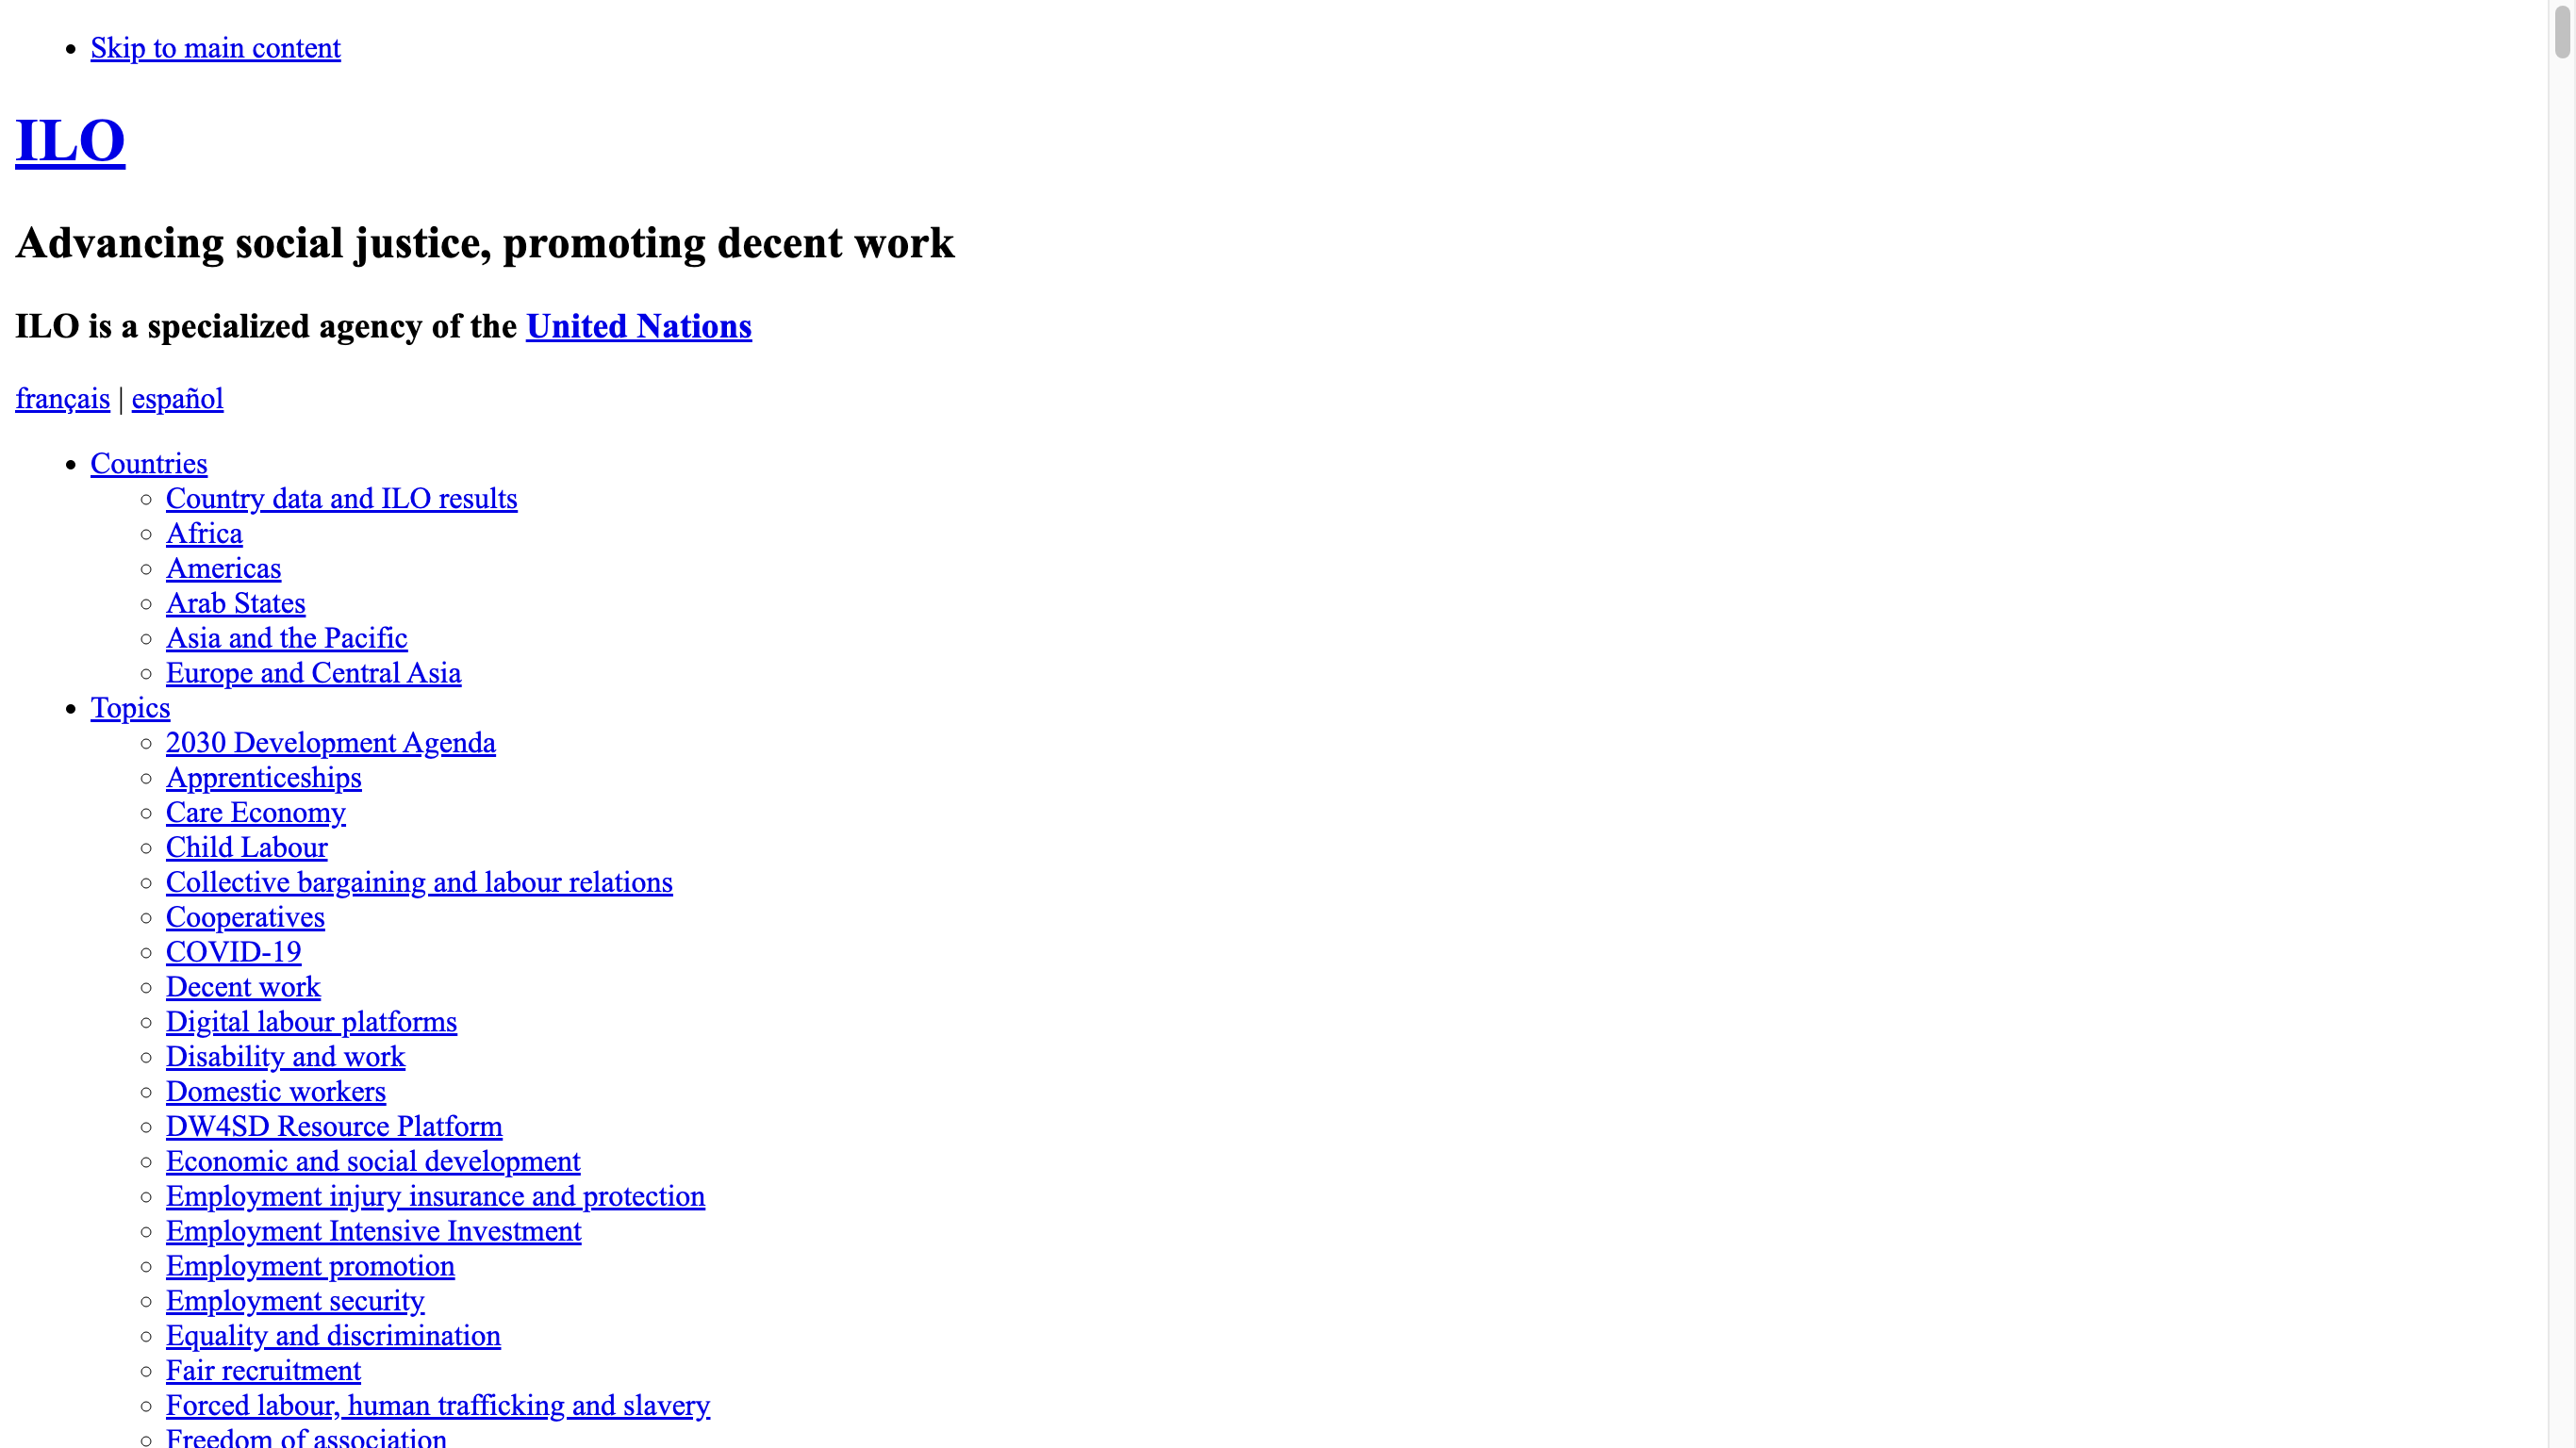 Skip to main content
ILO
Advancing social justice, promoting decent work
ILO is a specialized agency of the United Nations
français | español
Countries
Country data and ILO results
Africa
Americas
Arab States
Asia and the Pacific
Europe and Central Asia
Topics
2030 Development Agenda
Apprenticeships
Care Economy
Child Labour
Collective bargaining and labour relations
Cooperatives
COVID-19
Decent work
Digital labour platforms
Disability and work
Domestic workers
DW4SD Resource Platform
Economic and social development
Employment injury insurance and protection
Employment Intensive Investment
Employment promotion
Employment security
Equality and discrimination
Fair recruitment
Forced labour, human trafficking and slavery
Freedom of association